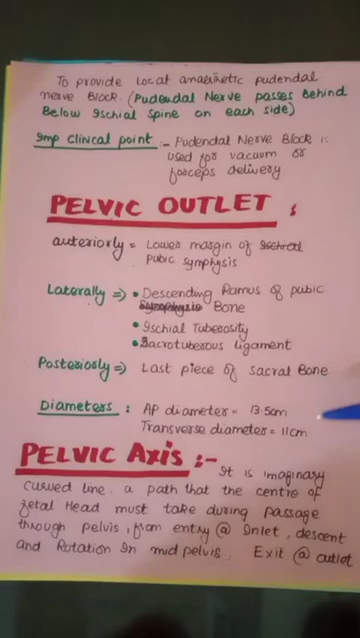 To provide Local anaesthetic pudendal
nerve Block. (Pudendal Nerve passes Behind
Below Ischial Spine on each side)
Imp clinical point :- Pudendal Nerve Block is
used for vacuum or
forceps delivery
PELVIC OUTLET :
auteriorly = Lower margin of Ischial
pubic symphysis
Laterally => • Descending Ramus of pubic
Symphysis Bone
• Ischial Tuberosity
• Sacrotuberous ligament
Posteriorly => Last piece of sacral Bone
Diameters : AP diameter = 13.5cm
Transverse diameter = 11cm
PELVIC AXIS :-
It is imaginary
curved line, a path that the centre of
fetal Head must take during passage
through pelvis, from entry @ Inlet, descent
and Rotation in mid pelvis. Exit @ outlet